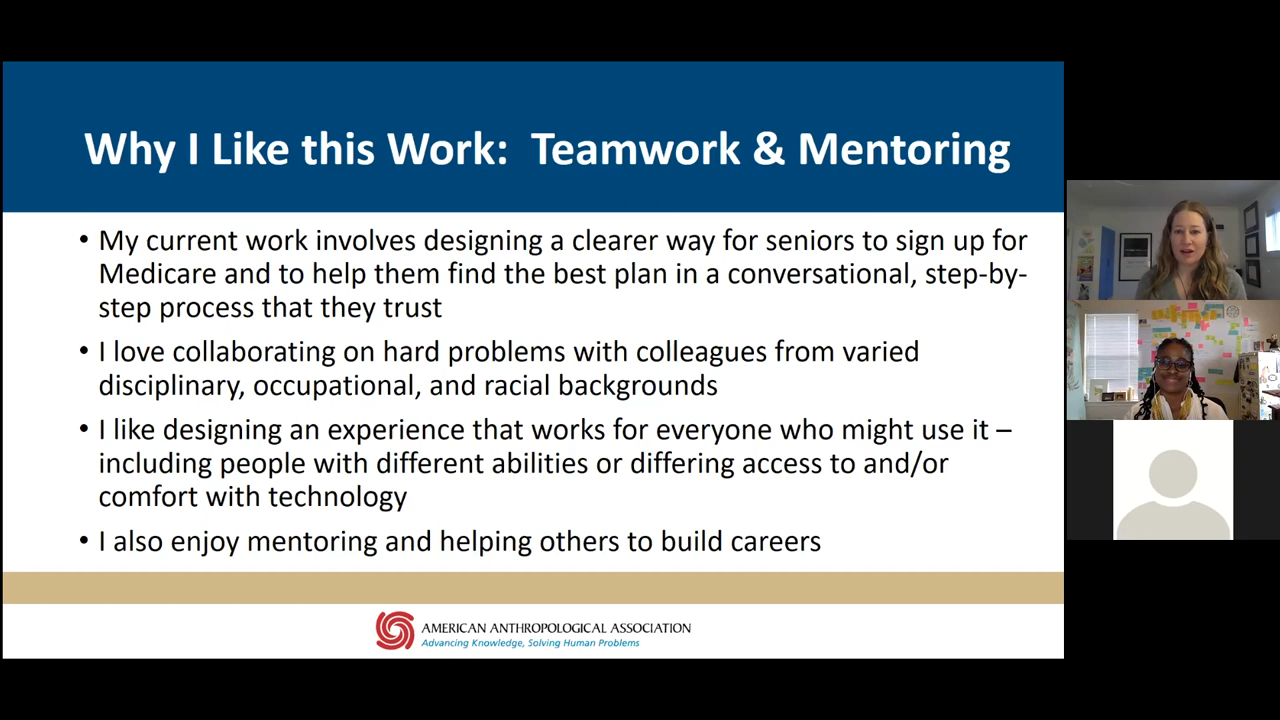 Why I Like this Work:  Teamwork & Mentoring
• My current work involves designing a clearer way for seniors to sign up for
Medicare and to help them find the best plan in a conversational, step-by-
step process that they trust
• I love collaborating on hard problems with colleagues from varied
disciplinary, occupational, and racial backgrounds
• I like designing an experience that works for everyone who might use it –
including people with different abilities or differing access to and/or
comfort with technology
• I also enjoy mentoring and helping others to build careers
AMERICAN ANTHROPOLOGICAL ASSOCIATION
Advancing Knowledge, Solving Human Problems